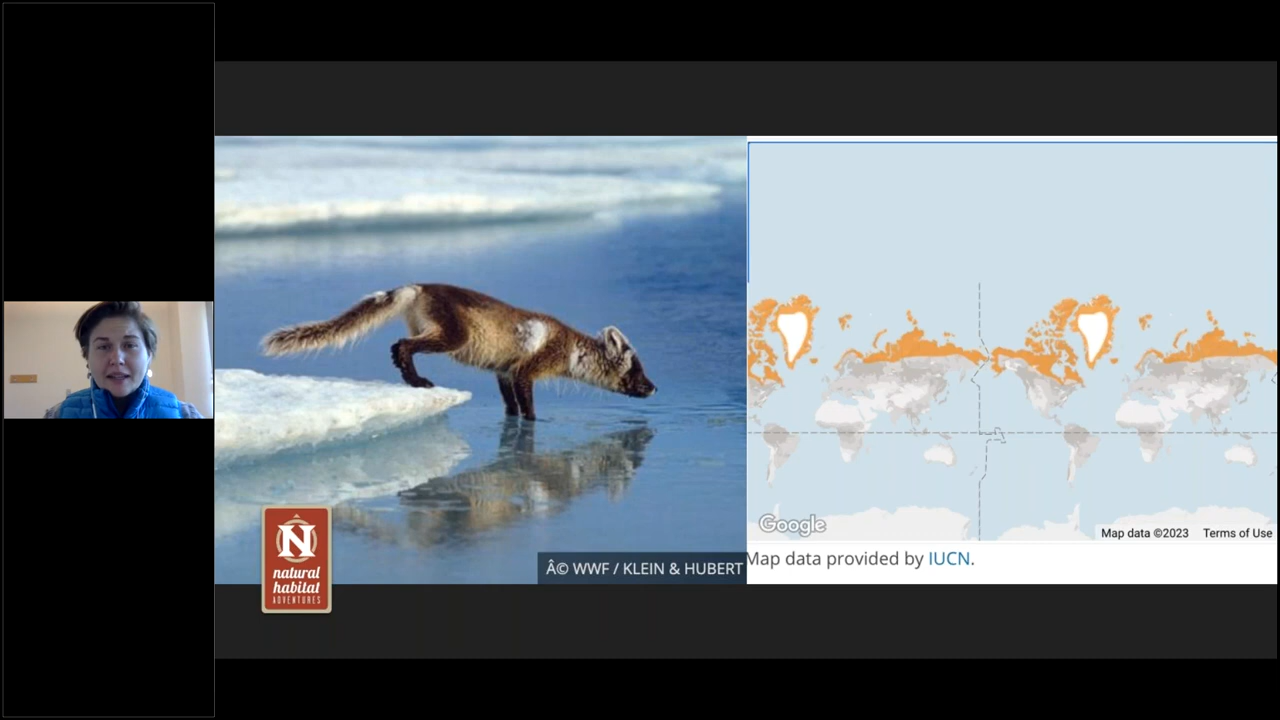 N
natural
habitat
ADVENTURES
Â© WWF / KLEIN & HUBERT
Google
Map data ©2023 Terms of Use
Map data provided by IUCN.